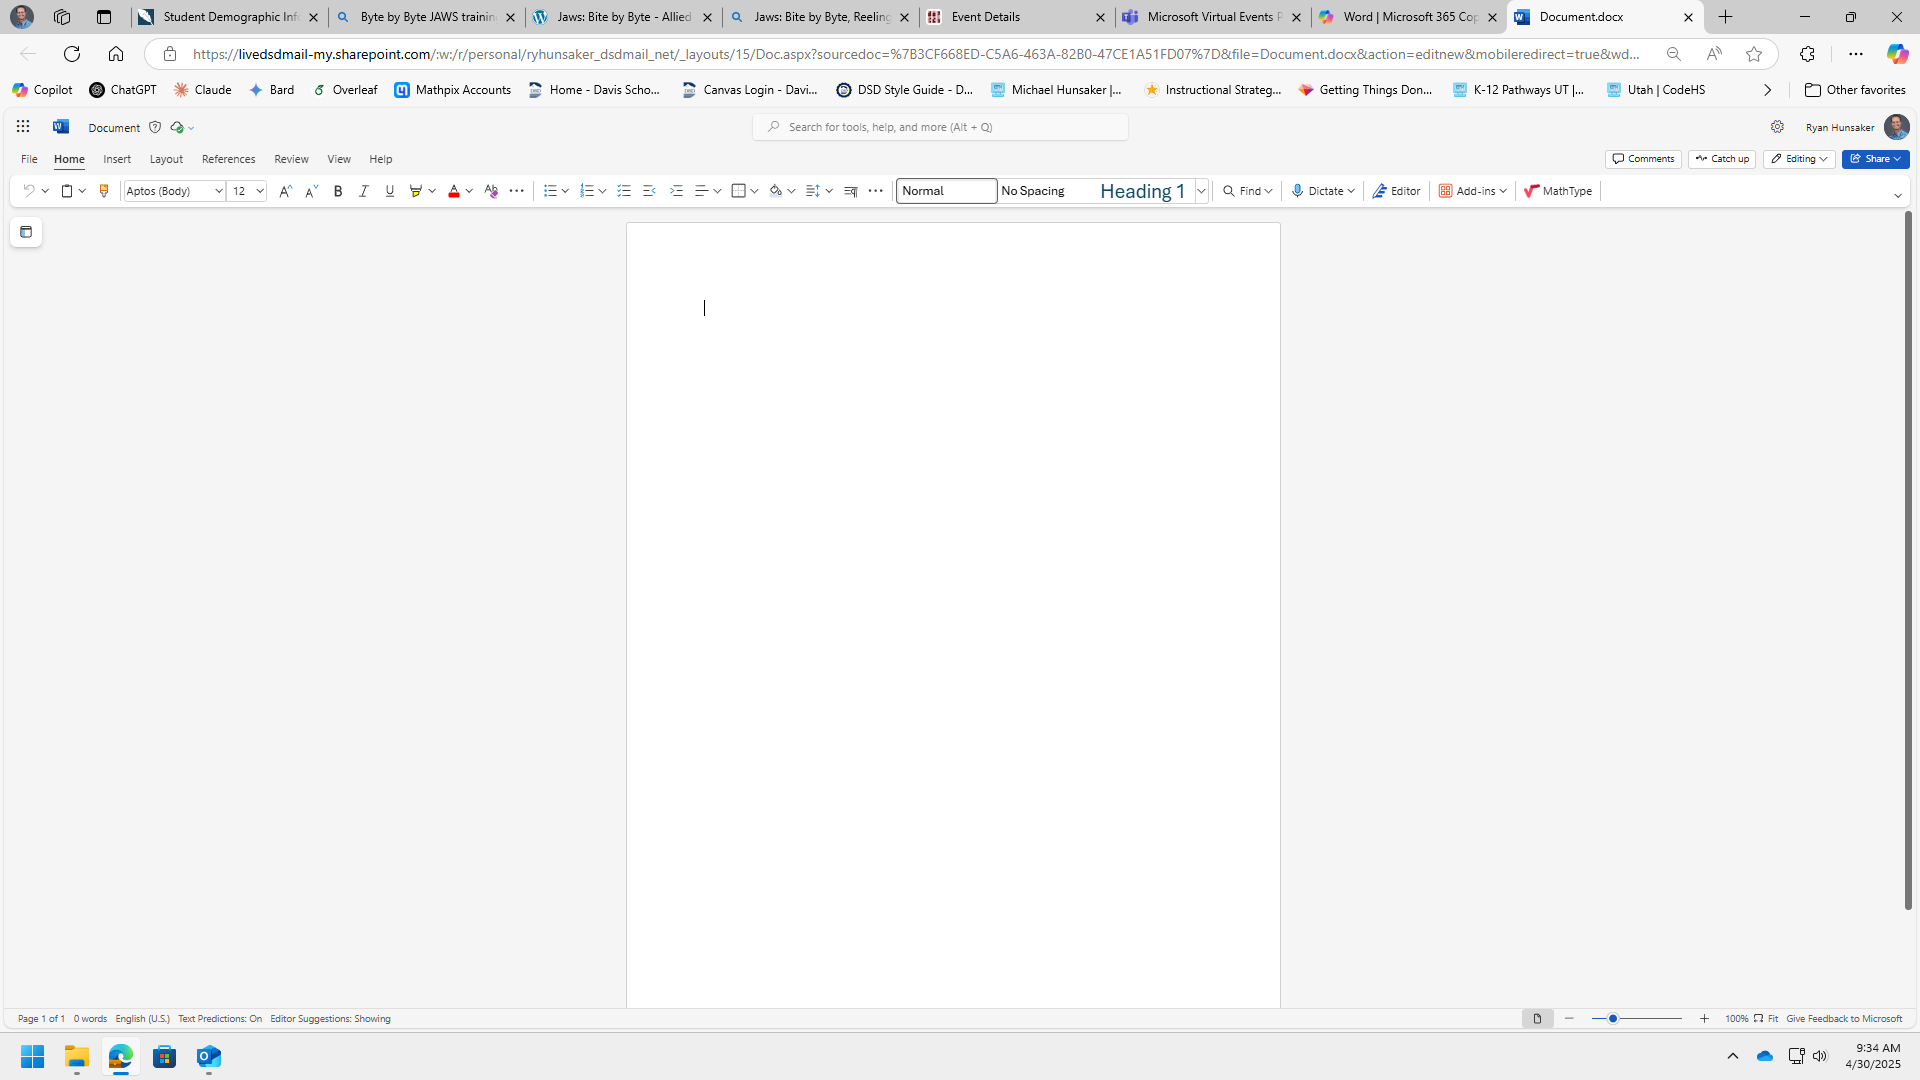 Student Demographic Info
Byte by Byte JAWS trainin
Jaws: Bite by Byte - Allied
Jaws: Bite by Byte, Reeling
Event Details
Microsoft Virtual Events P
Word | Microsoft 365 Cop
Document.docx
https://livedsdmail-my.sharepoint.com/:w:/r/personal/ryhunsaker_dsdmail_net/_layouts/15/Doc.aspx?sourcedoc=%7B3CF668ED-C5A6-463A-82B0-47CE1A51FD07%7D&file=Document.docx&action=editnew&mobileredirect=true&wd...
Copilot ChatGPT Claude Bard Overleaf Mathpix Accounts Home - Davis Scho... Canvas Login - Davi... DSD Style Guide - D... Michael Hunsaker |... Instructional Strateg... Getting Things Don... K-12 Pathways UT |... Utah | CodeHS Other favorites
Document
Search for tools, help, and more (Alt + Q)
Ryan Hunsaker
File Home Insert Layout References Review View Help
Comments Catch up Editing Share
Aptos (Body) 12 B I U Normal No Spacing Heading 1 Find Dictate Editor Add-ins MathType
Page 1 of 1 0 words English (U.S.) Text Predictions: On Editor Suggestions: Showing
100% Fit Give Feedback to Microsoft
9:34 AM
4/30/2025